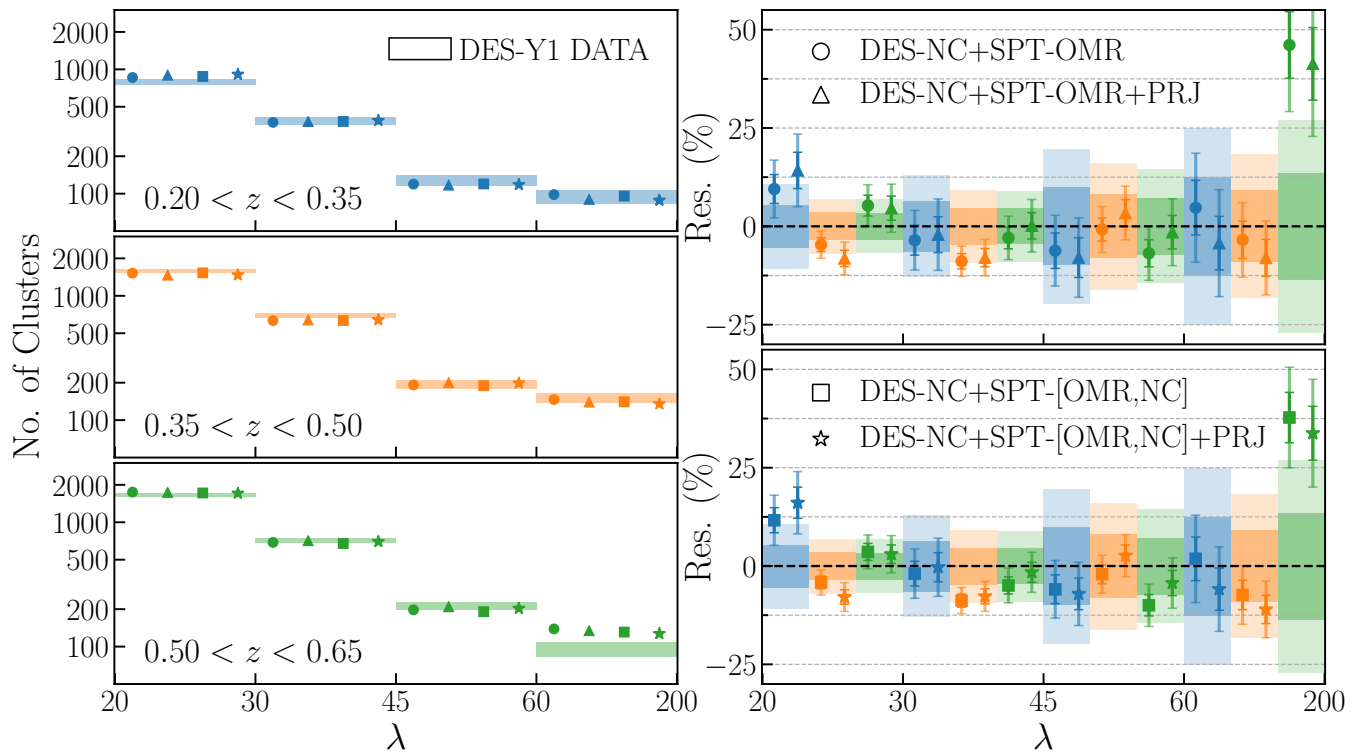 No. of Clusters
2000
1000
500
200
100
DES-Y1 DATA
0.20 < z < 0.35
2000
1000
500
200
100
0.35 < z < 0.50
2000
1000
500
200
100
0.50 < z < 0.65
20
30
45
60
200
λ
Res. (%)
50
25
0
−25
DES-NC+SPT-OMR
DES-NC+SPT-OMR+PRJ
Res. (%)
50
25
0
−25
DES-NC+SPT-[OMR,NC]
DES-NC+SPT-[OMR,NC]+PRJ
20
30
45
60
200
λ